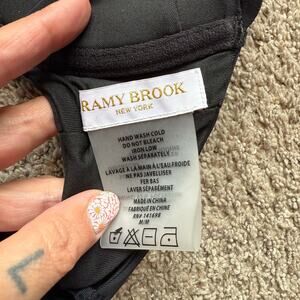 RAMY BROOK
NEW YORK
HAND WASH COLD
DO NOT BLEACH
IRON LOW
WASH SEPARATELY
LAVAGE À LA MAIN À L'EAU FROIDE
NE PAS JAVELLISER
FER BAS
LAVER SÉPARÉMENT
MADE IN CHINA
FABRIQUÉ EN CHINE
RN# 141698
M/M